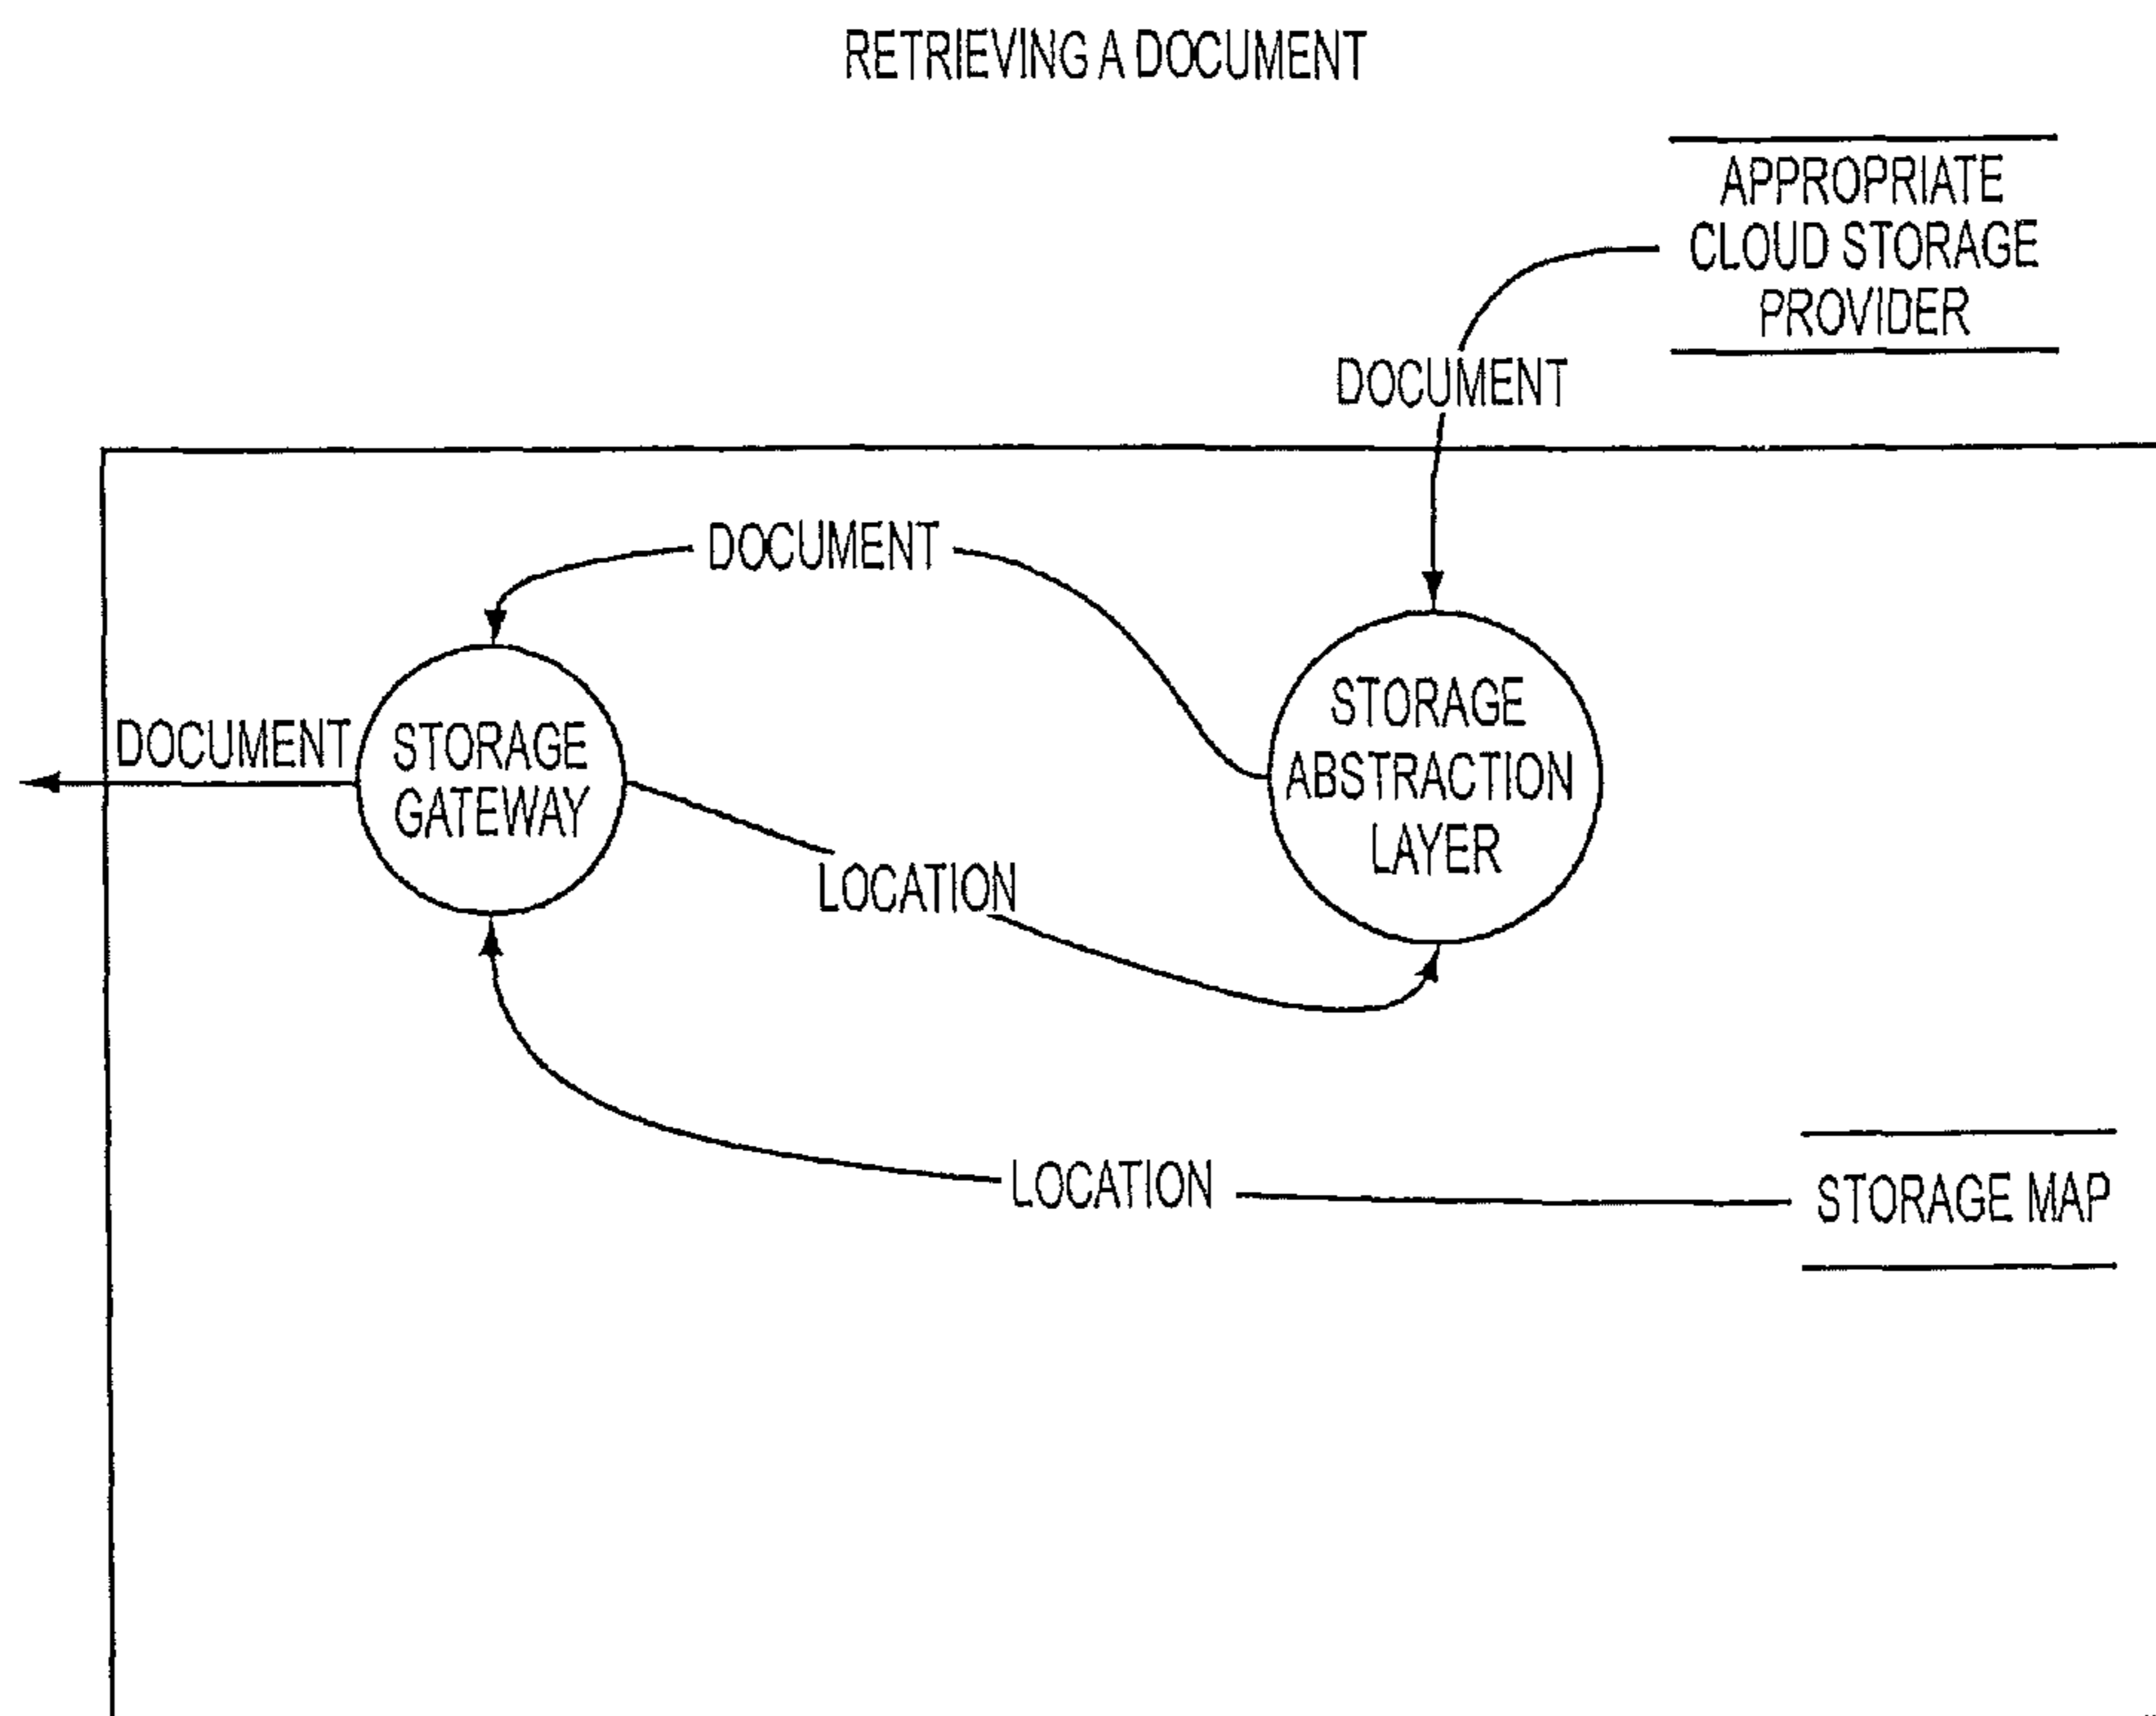 RETRIEVING A DOCUMENT
APPROPRIATE
CLOUD STORAGE
PROVIDER
DOCUMENT
DOCUMENT
DOCUMENT
STORAGE
GATEWAY
STORAGE
ABSTRACTION
LAYER
LOCATION
LOCATION
STORAGE MAP